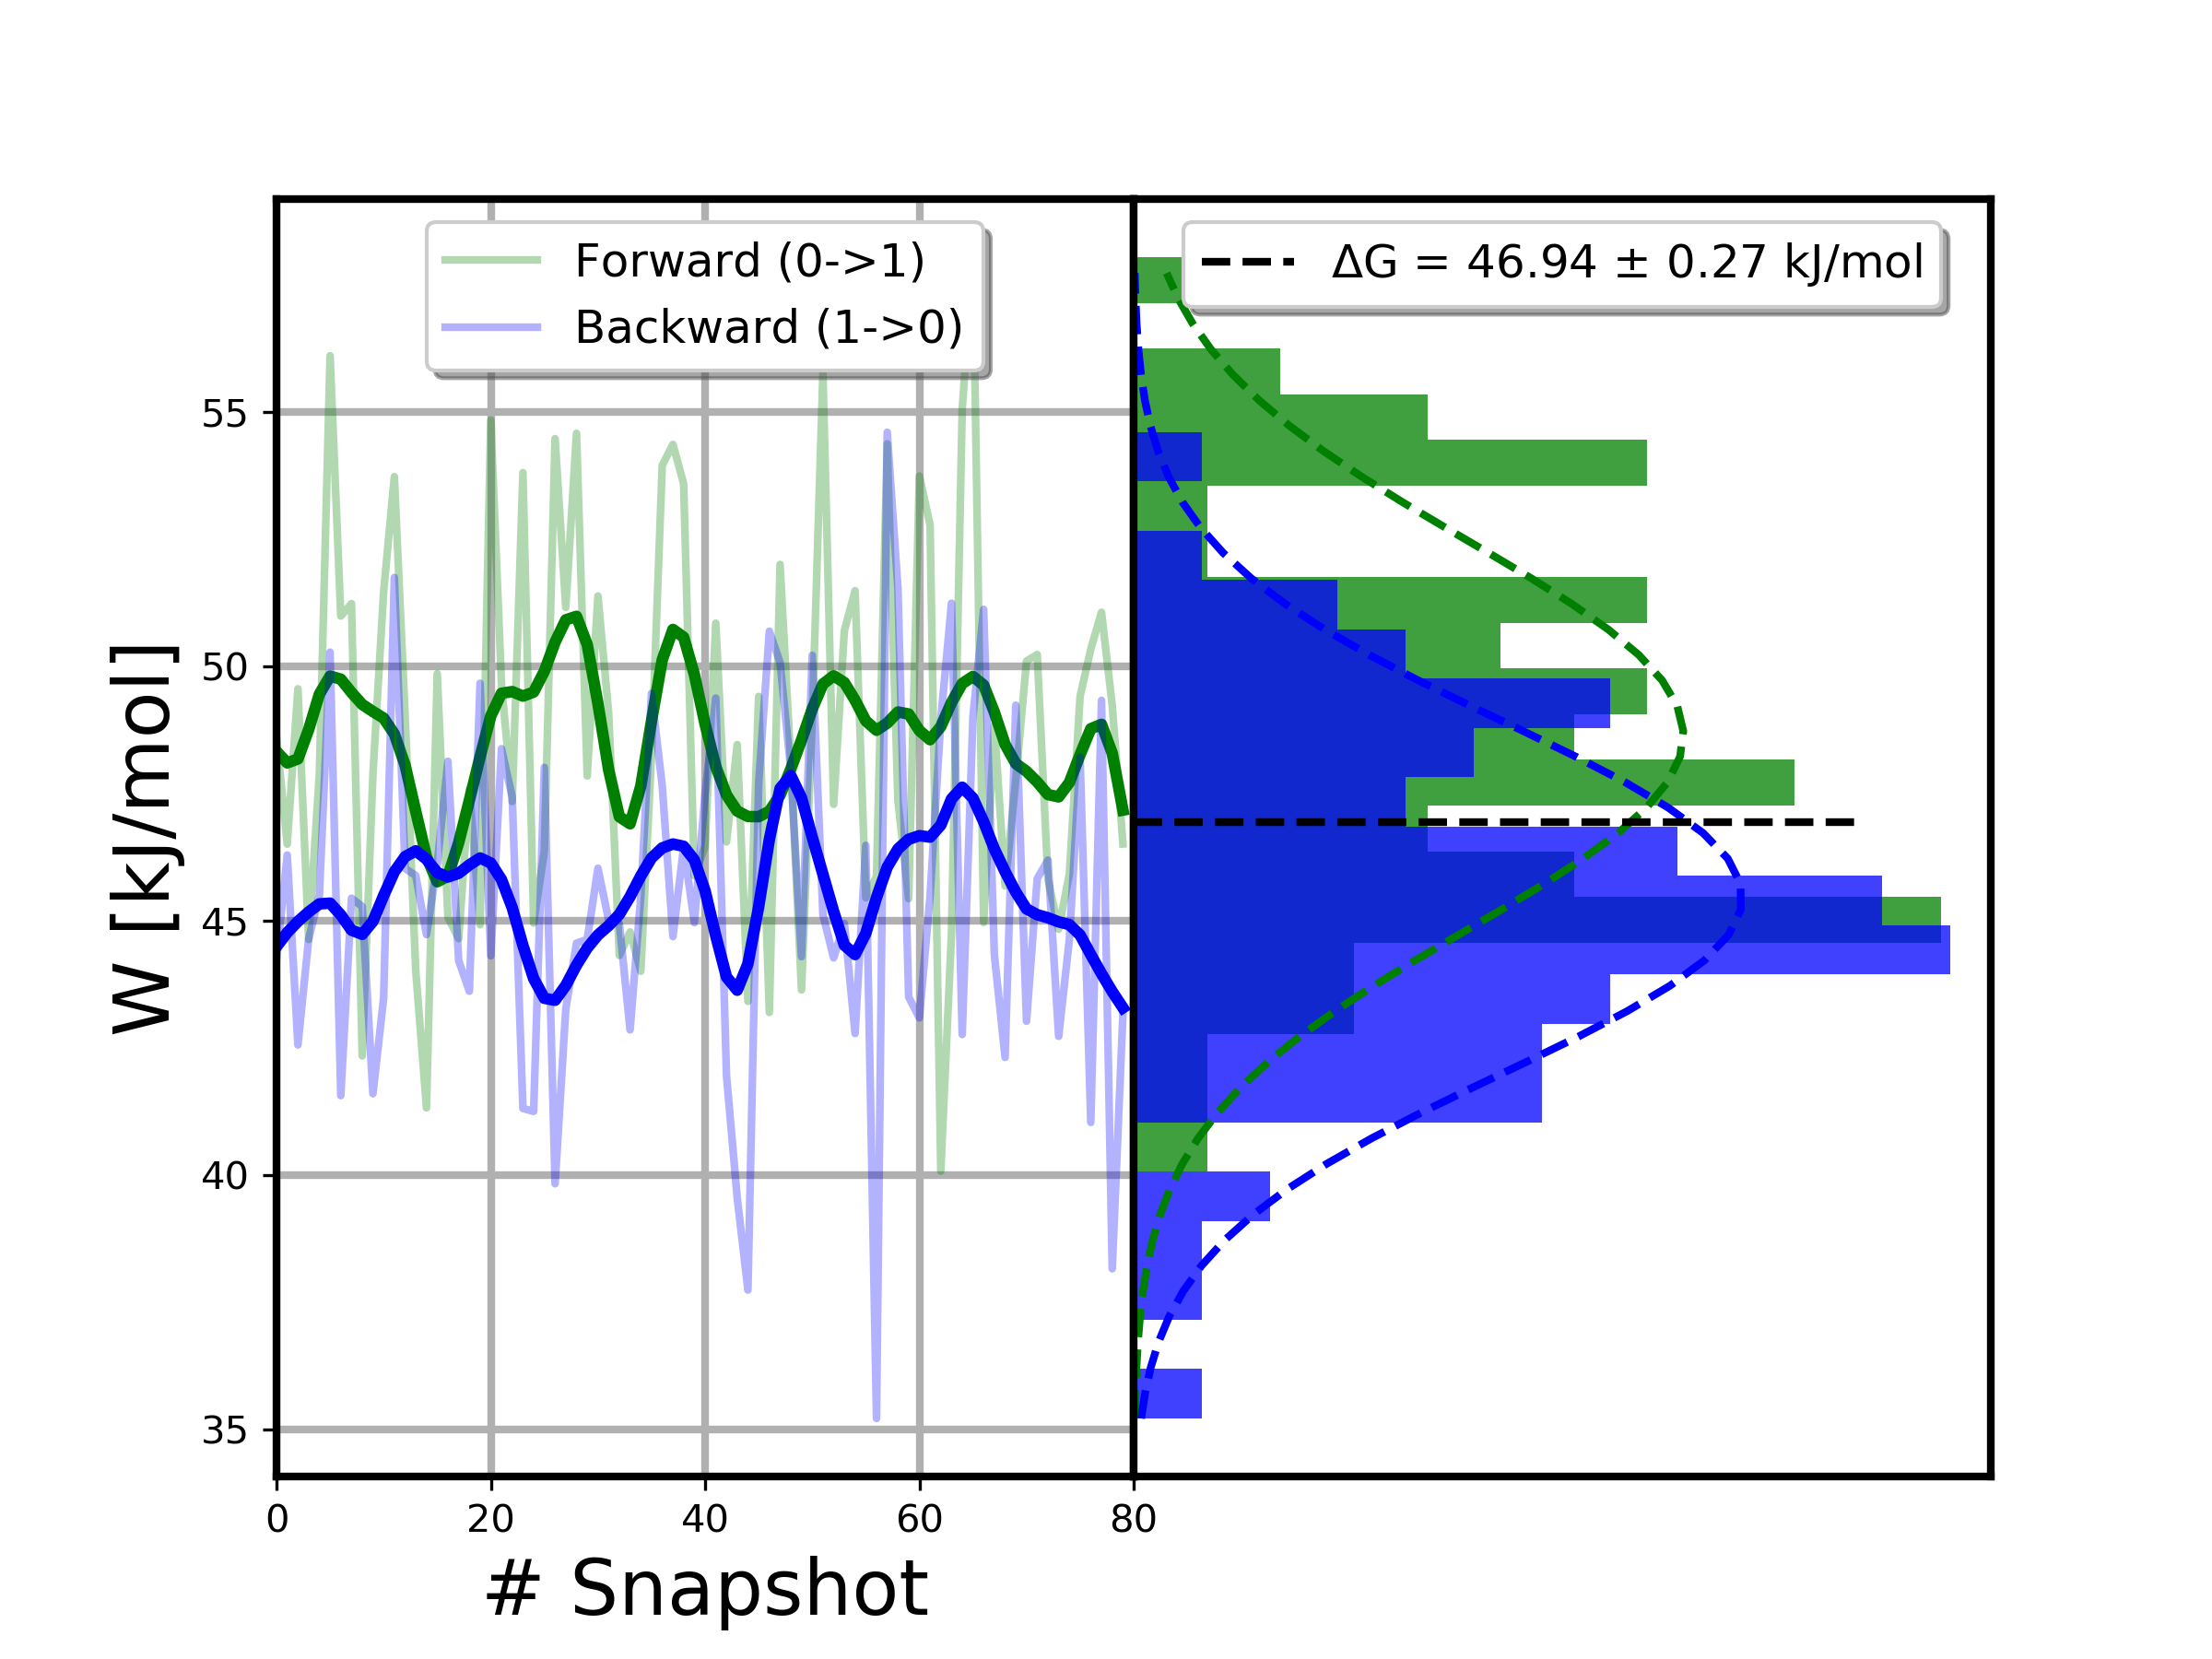 Forward (0->1)
Backward (1->0)
ΔG = 46.94 ± 0.27 kJ/mol
W [kJ/mol]
55
50
45
40
35
0 20 40 60 80
# Snapshot